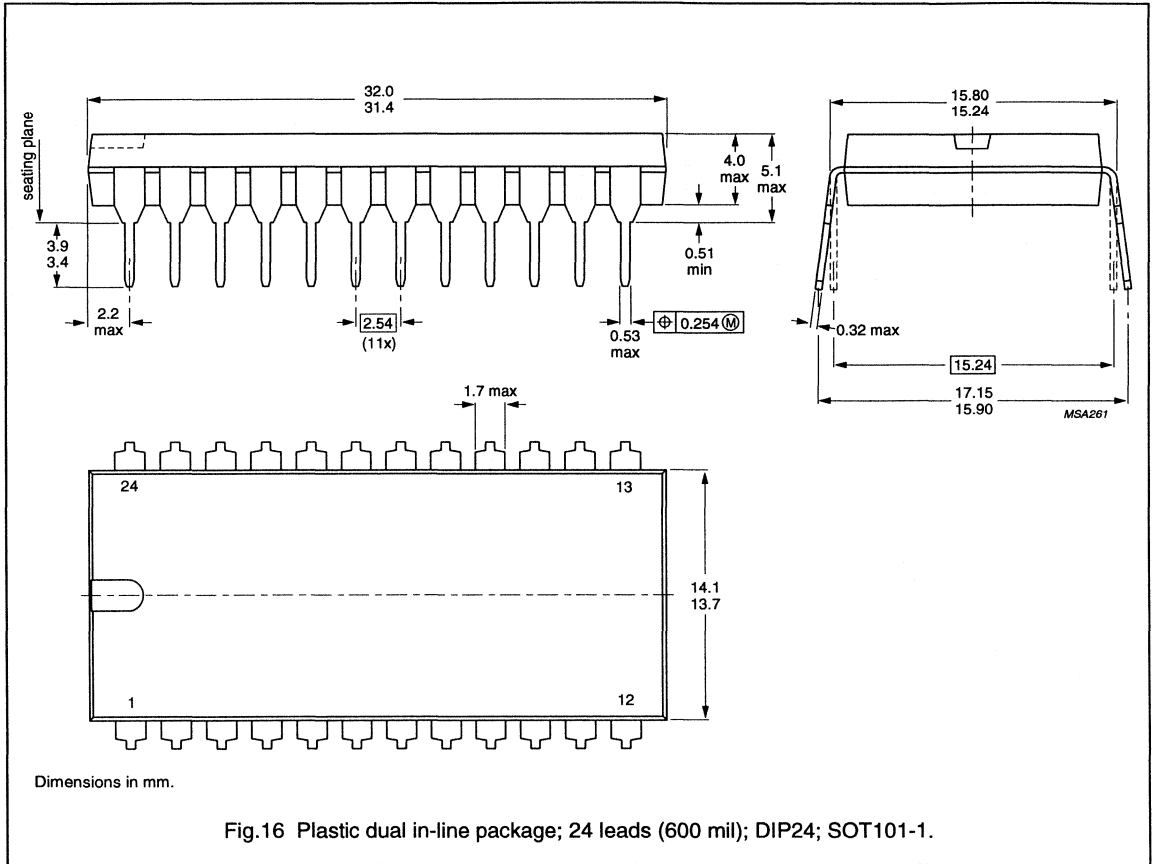 32.0
31.4
15.80
15.24
seating plane
4.0
max
5.1
max
3.9
3.4
0.51
min
2.2
max
2.54
(11x)
0.53
max
⌖ 0.254 Ⓜ
0.32 max
15.24
17.15
15.90
MSA261
1.7 max
24
13
14.1
13.7
1
12
Dimensions in mm.
Fig.16 Plastic dual in-line package; 24 leads (600 mil); DIP24; SOT101-1.